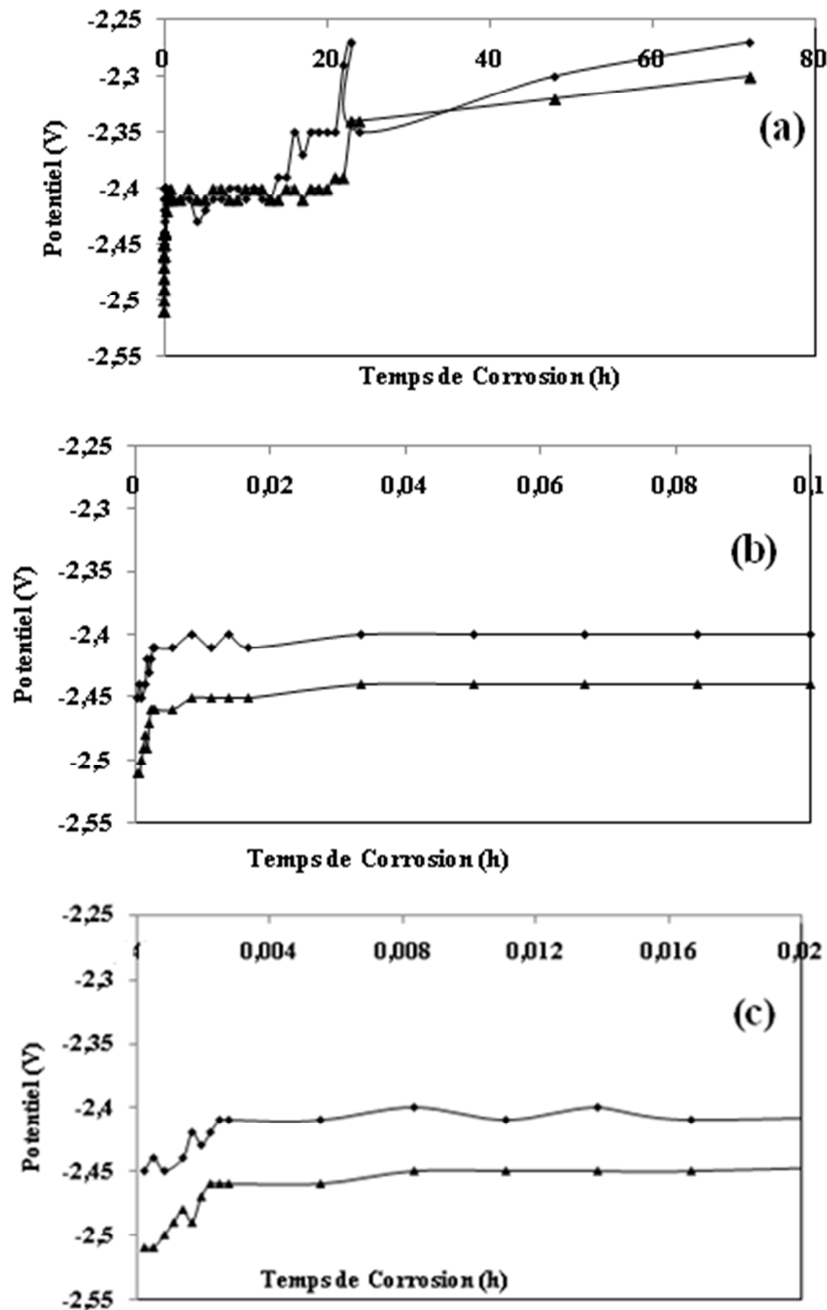 -2,25
0 20 40 60 80
-2,3
(a)
-2,35
-2,4
-2,45
-2,5
-2,55
Potentiel (V)
Temps de Corrosion (h)
-2,25
0 0,02 0,04 0,06 0,08 0,1
-2,3
(b)
-2,35
-2,4
-2,45
-2,5
-2,55
Potentiel (V)
Temps de Corrosion (h)
-2,25
0,004 0,008 0,012 0,016 0,02
-2,3
(c)
-2,35
-2,4
-2,45
-2,5
-2,55
Potentiel (V)
Temps de Corrosion (h)